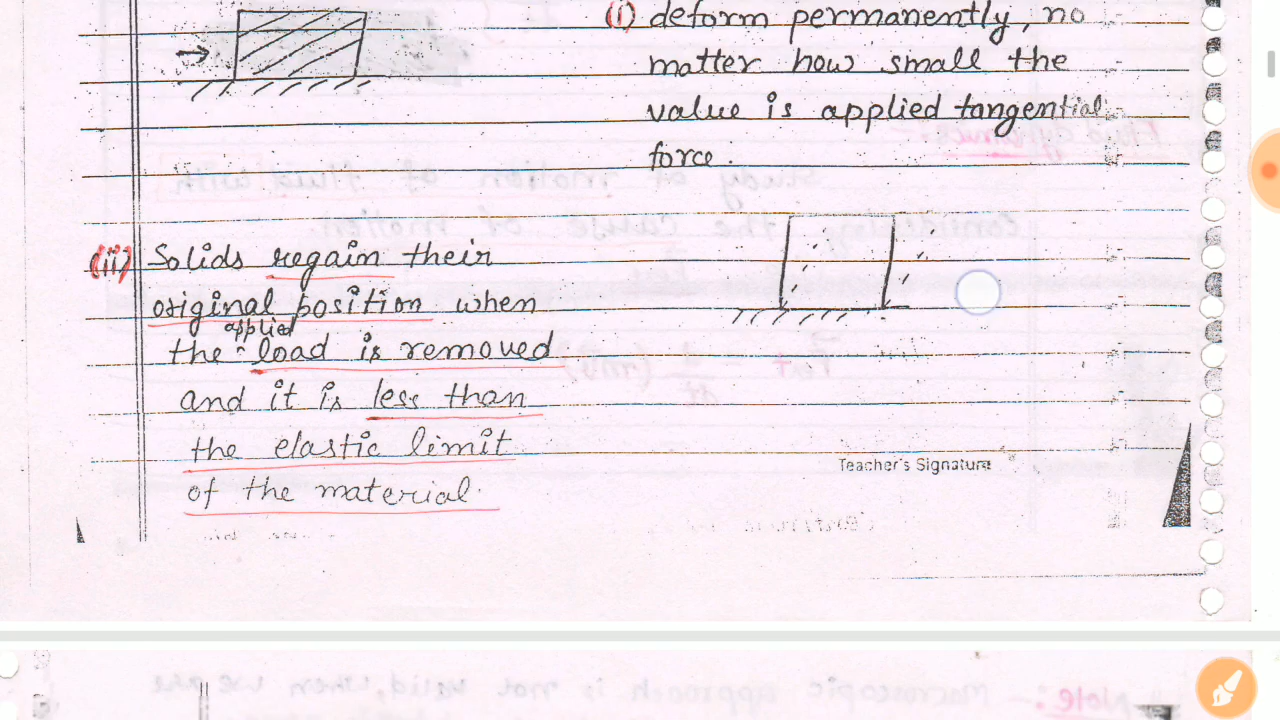 (i) deform permanently, no
matter how small the
value is applied tangential
force.
(ii) Solids regain their
original position when
the applied load is removed
and it is less than
the elastic limit
of the material.
Teacher's Signature